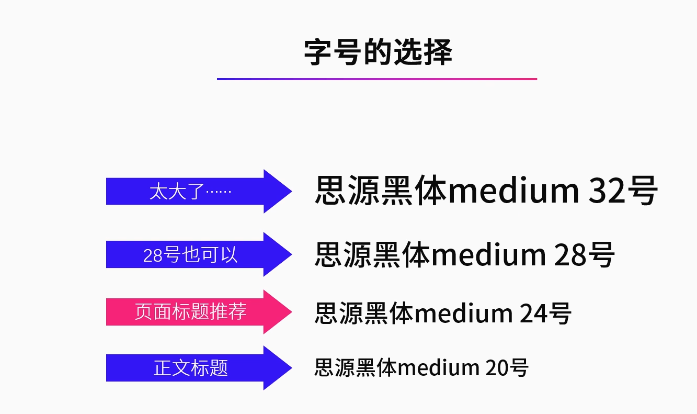 字号的选择
太大了…… 思源黑体medium 32号
28号也可以 思源黑体medium 28号
页面标题推荐 思源黑体medium 24号
正文标题 思源黑体medium 20号